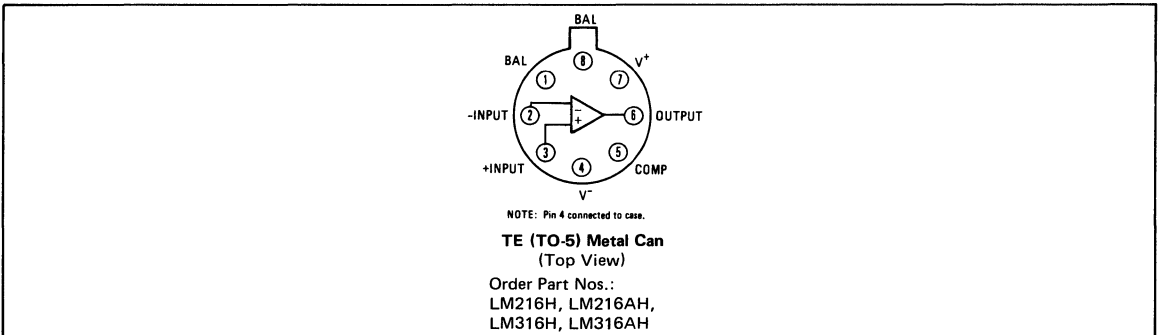 BAL
BAL 8 V+
1 7
-INPUT 2 - 6 OUTPUT
+
3 5
+INPUT 4 COMP
V-
NOTE: Pin 4 connected to case.
TE (TO-5) Metal Can
(Top View)
Order Part Nos.:
LM216H, LM216AH,
LM316H, LM316AH